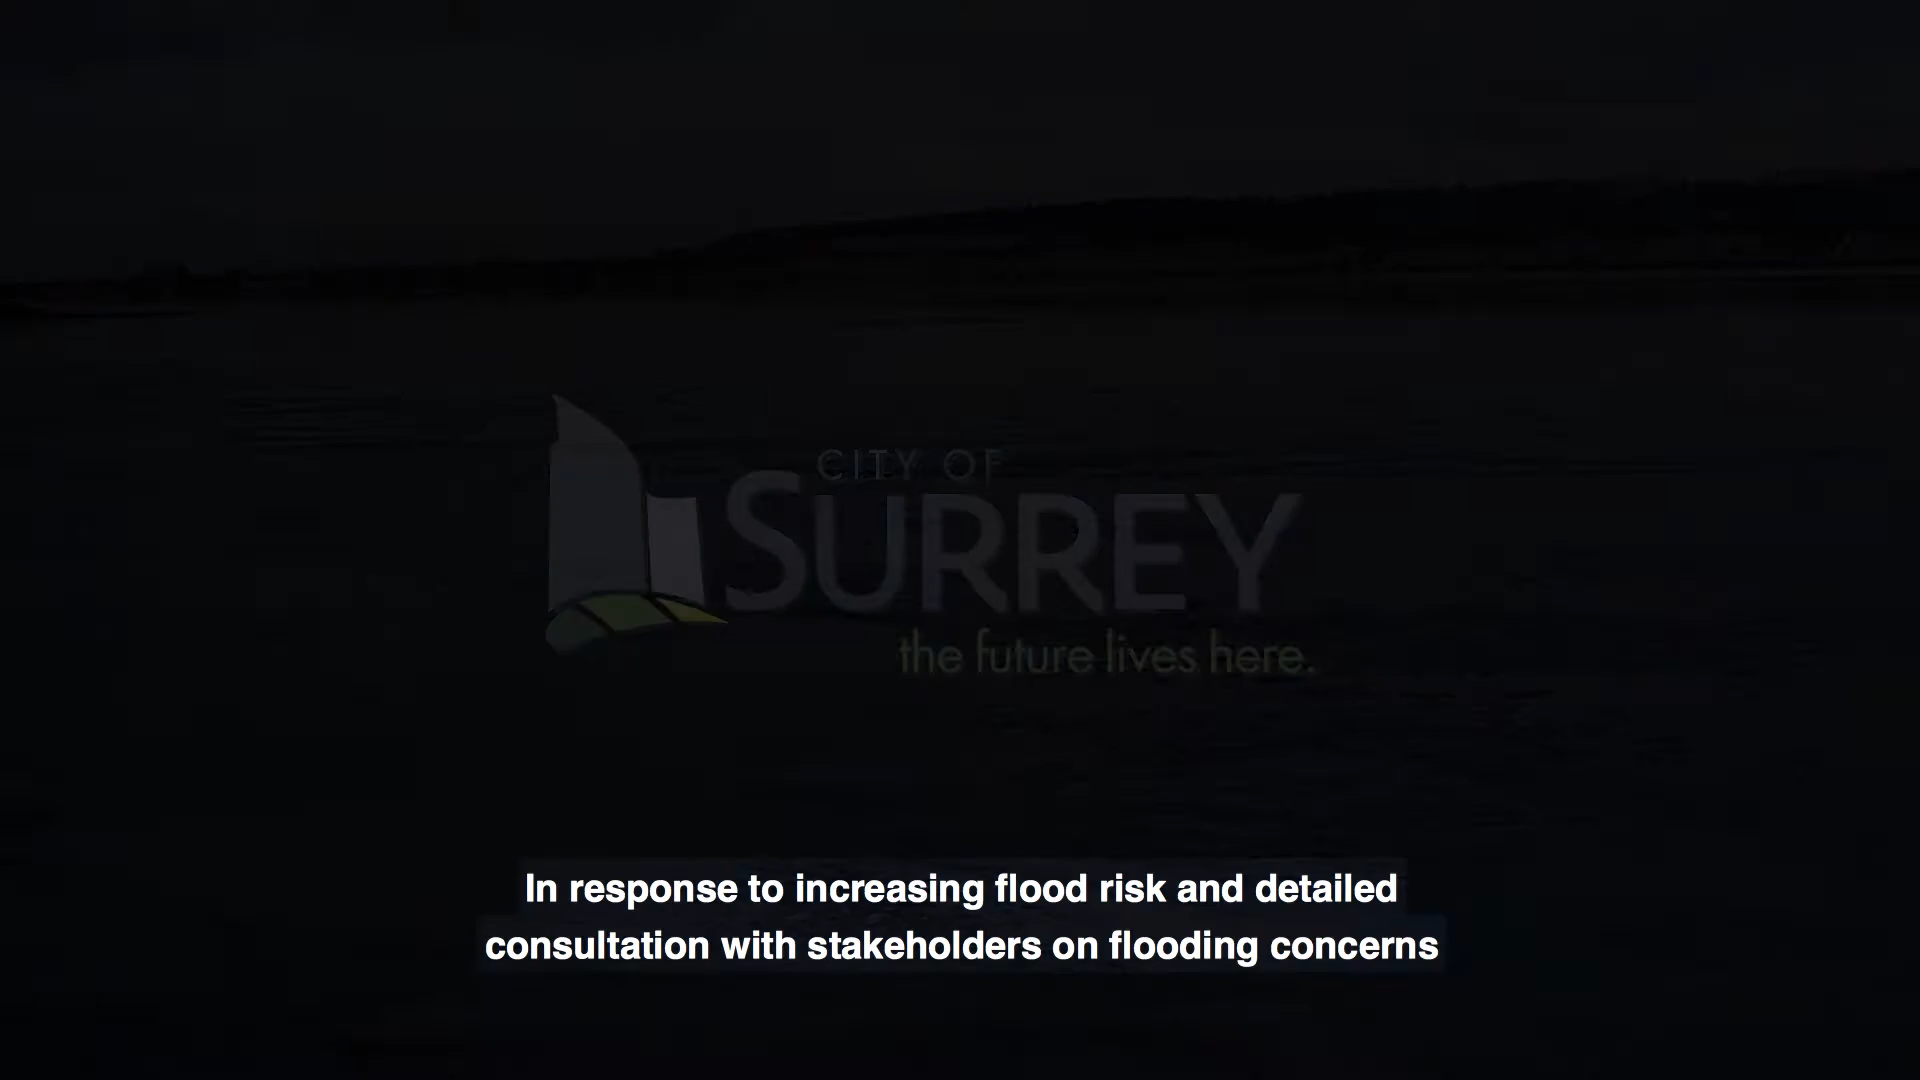 CITY OF
SURREY
the future lives here.
In response to increasing flood risk and detailed
consultation with stakeholders on flooding concerns